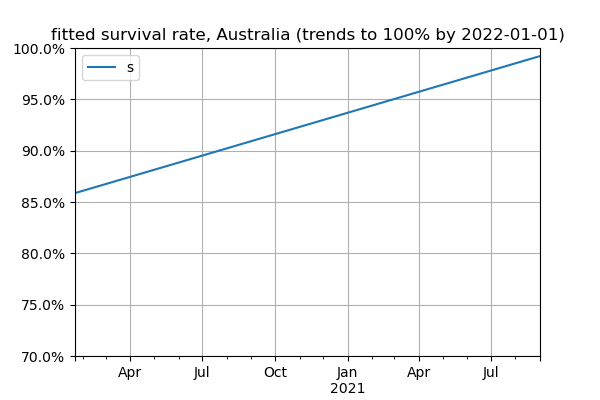 fitted survival rate, Australia (trends to 100% by 2022-01-01)
100.0%
s
95.0%
90.0%
85.0%
80.0%
75.0%
70.0%
Apr Jul Oct Jan Apr Jul
2021